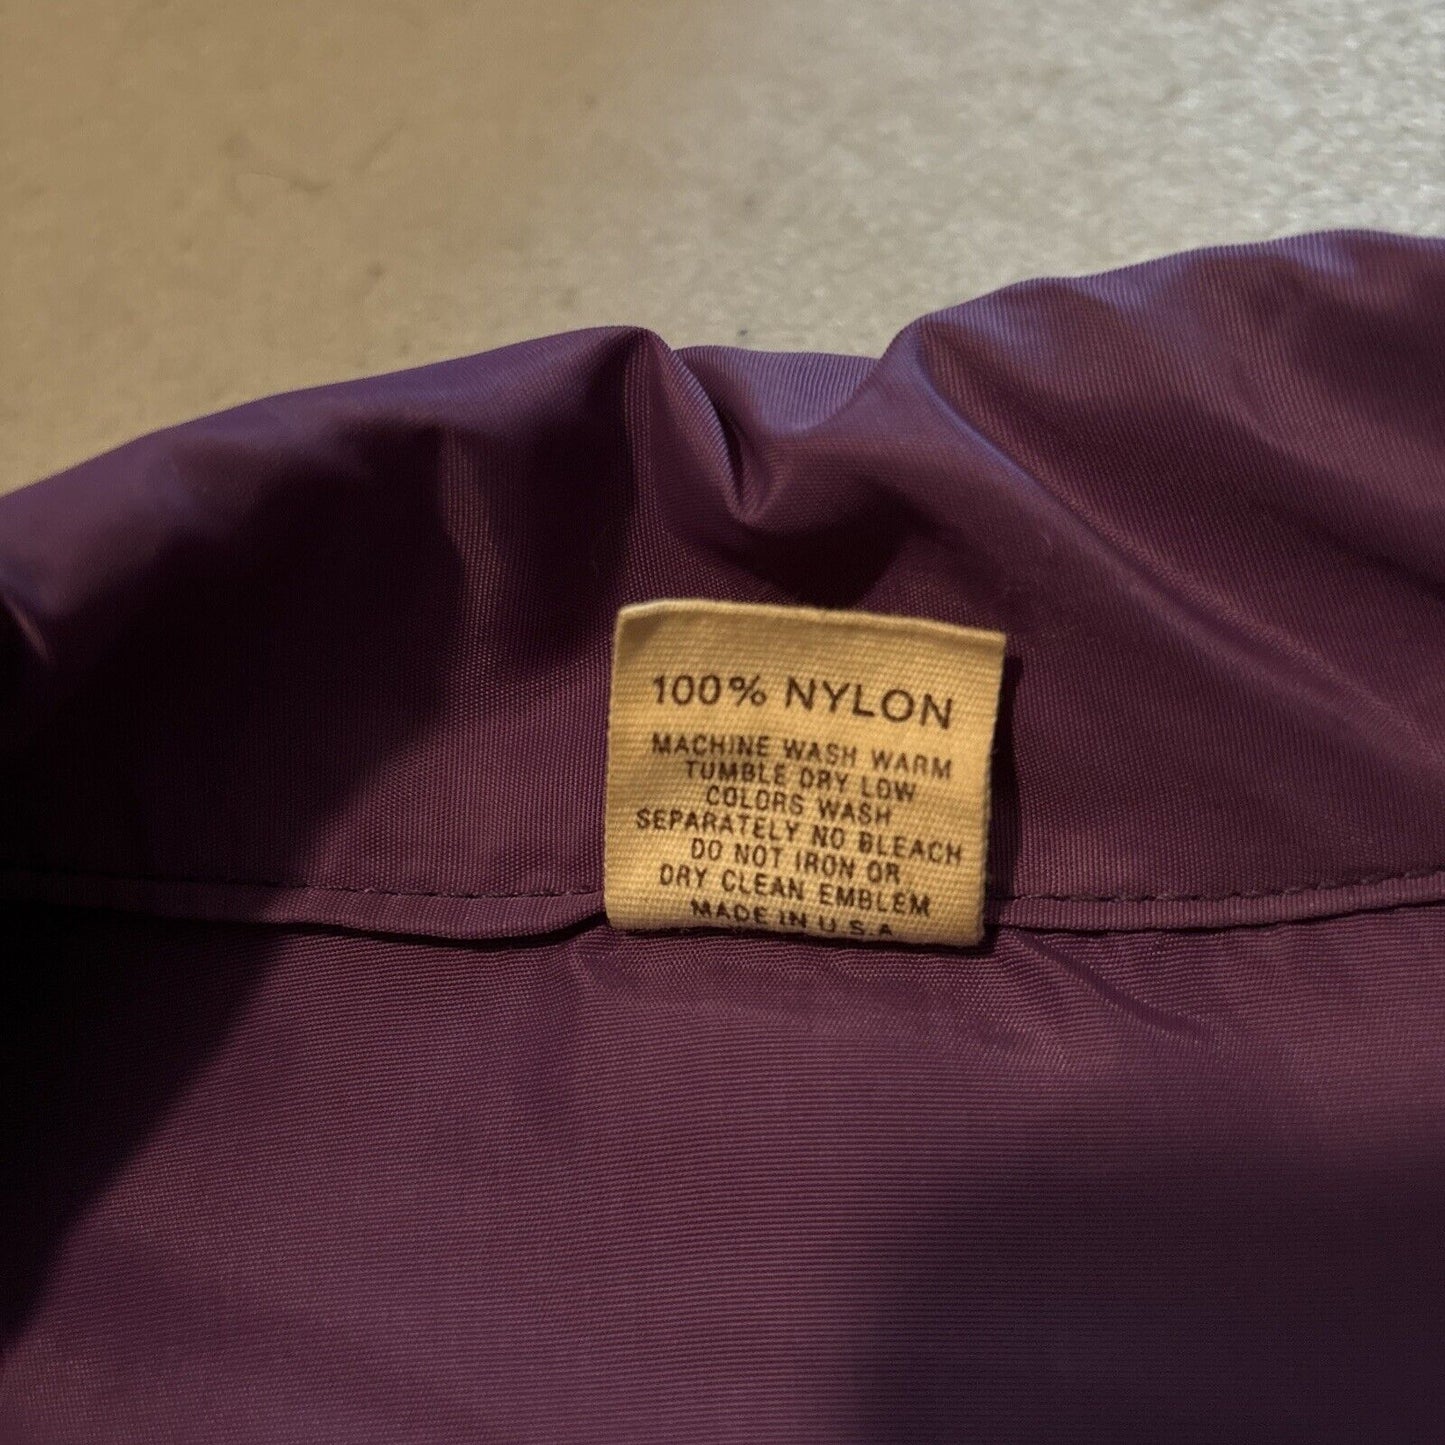 100% NYLON
MACHINE WASH WARM
TUMBLE DRY LOW
COLORS WASH
SEPARATELY NO BLEACH
DO NOT IRON OR
DRY CLEAN EMBLEM
MADE IN U.S.A